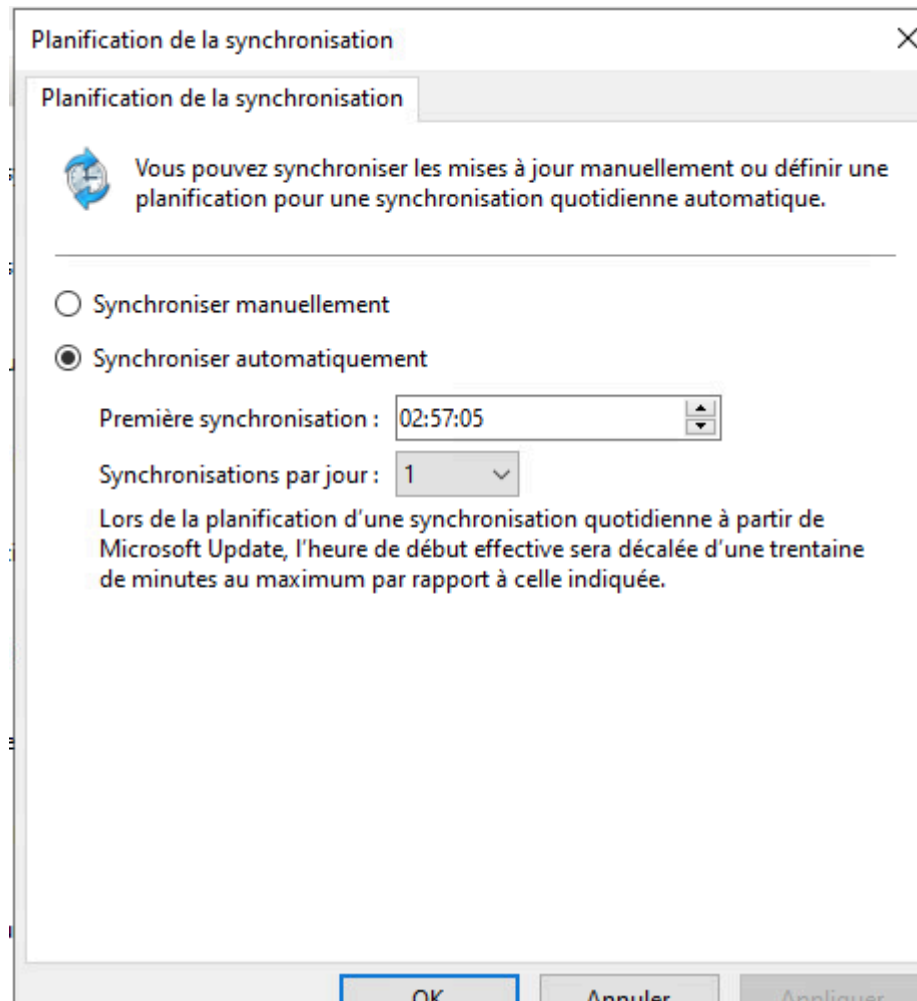 Planification de la synchronisation
Planification de la synchronisation
Vous pouvez synchroniser les mises à jour manuellement ou définir une
planification pour une synchronisation quotidienne automatique.
Synchroniser manuellement
Synchroniser automatiquement
Première synchronisation : 02:57:05
Synchronisations par jour : 1
Lors de la planification d'une synchronisation quotidienne à partir de
Microsoft Update, l'heure de début effective sera décalée d'une trentaine
de minutes au maximum par rapport à celle indiquée.
OK Annuler Appliquer